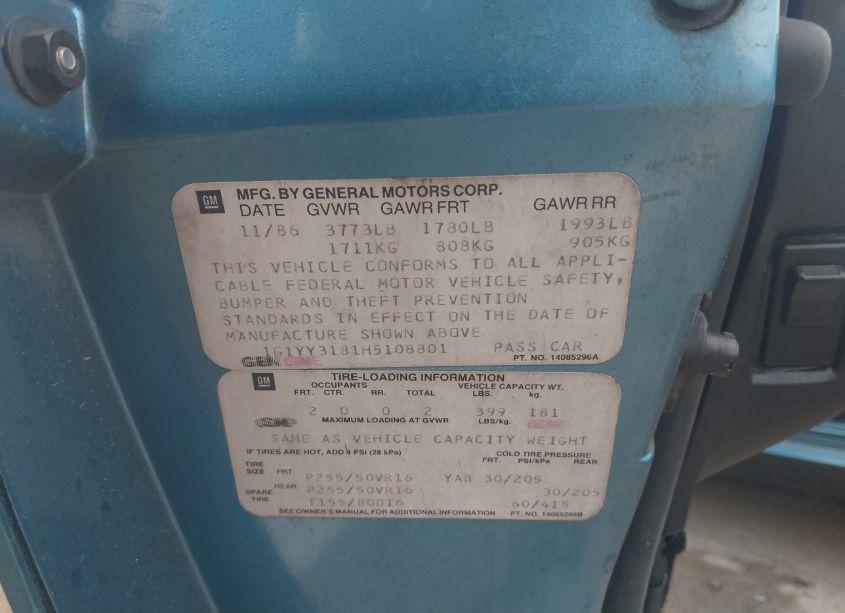 GM MFG. BY GENERAL MOTORS CORP.
DATE GVWR GAWR FRT GAWR RR
11/86 3773LB 1780LB 1993LB
1711KG 808KG 905KG
THIS VEHICLE CONFORMS TO ALL APPLI-
CABLE FEDERAL MOTOR VEHICLE SAFETY,
BUMPER AND THEFT PREVENTION
STANDARDS IN EFFECT ON THE DATE OF
MANUFACTURE SHOWN ABOVE.
1G1YY3181H5108801 PASS CAR
PT. NO. 14085296A
GM TIRE-LOADING INFORMATION
OCCUPANTS VEHICLE CAPACITY WT.
FRT. CTR. RR. TOTAL LBS. kg.
2 0 0 2 399 181
MAXIMUM LOADING AT GVWR LBS/kg.
SAME AS VEHICLE CAPACITY WEIGHT
IF TIRES ARE HOT, ADD 4 PSI (28 kPa) COLD TIRE PRESSURE
TIRE SIZE FRT. FRT. PSI/kPa REAR
P255/50VR16 YAB 30/205
REAR P255/50VR16 30/205
SPARE TIRE T155/80D16 60/415
SEE OWNER'S MANUAL FOR ADDITIONAL INFORMATION PT. NO. 14085298B